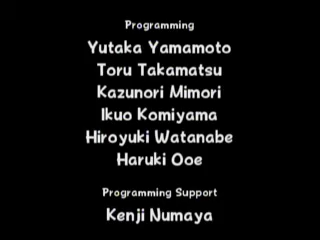 Programming
Yutaka Yamamoto
Toru Takamatsu
Kazunori Mimori
Ikuo Komiyama
Hiroyuki Watanabe
Haruki Ooe
Programming Support
Kenji Numaya